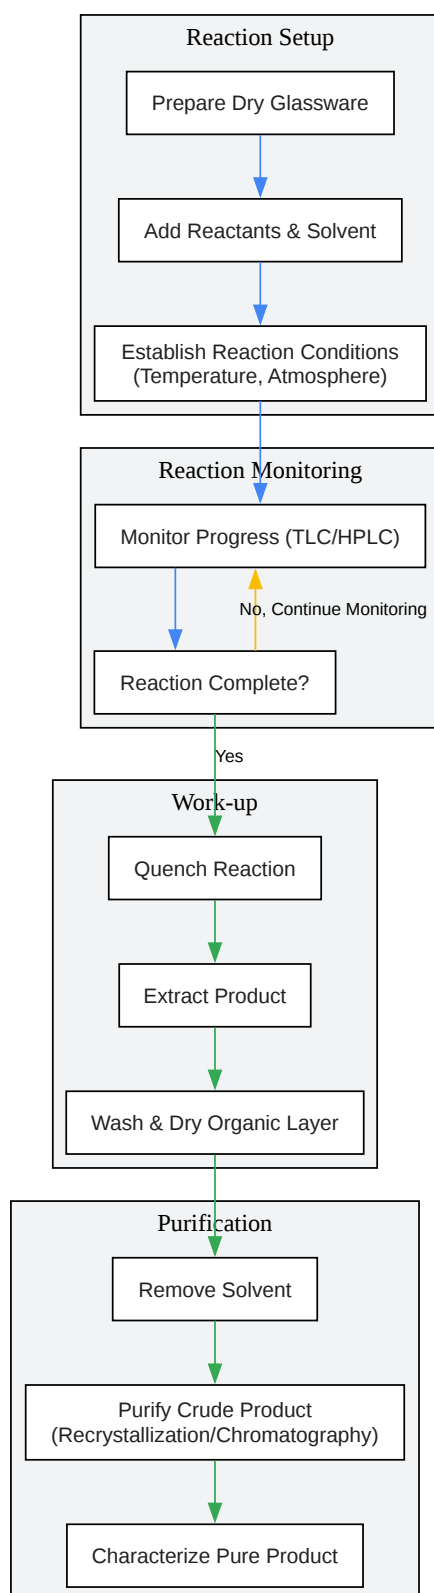 Reaction Setup
Prepare Dry Glassware
Add Reactants & Solvent
Establish Reaction Conditions
(Temperature, Atmosphere)
Reaction Monitoring
Monitor Progress (TLC/HPLC)
No, Continue Monitoring
Reaction Complete?
Yes
Work-up
Quench Reaction
Extract Product
Wash & Dry Organic Layer
Purification
Remove Solvent
Purify Crude Product
(Recrystallization/Chromatography)
Characterize Pure Product